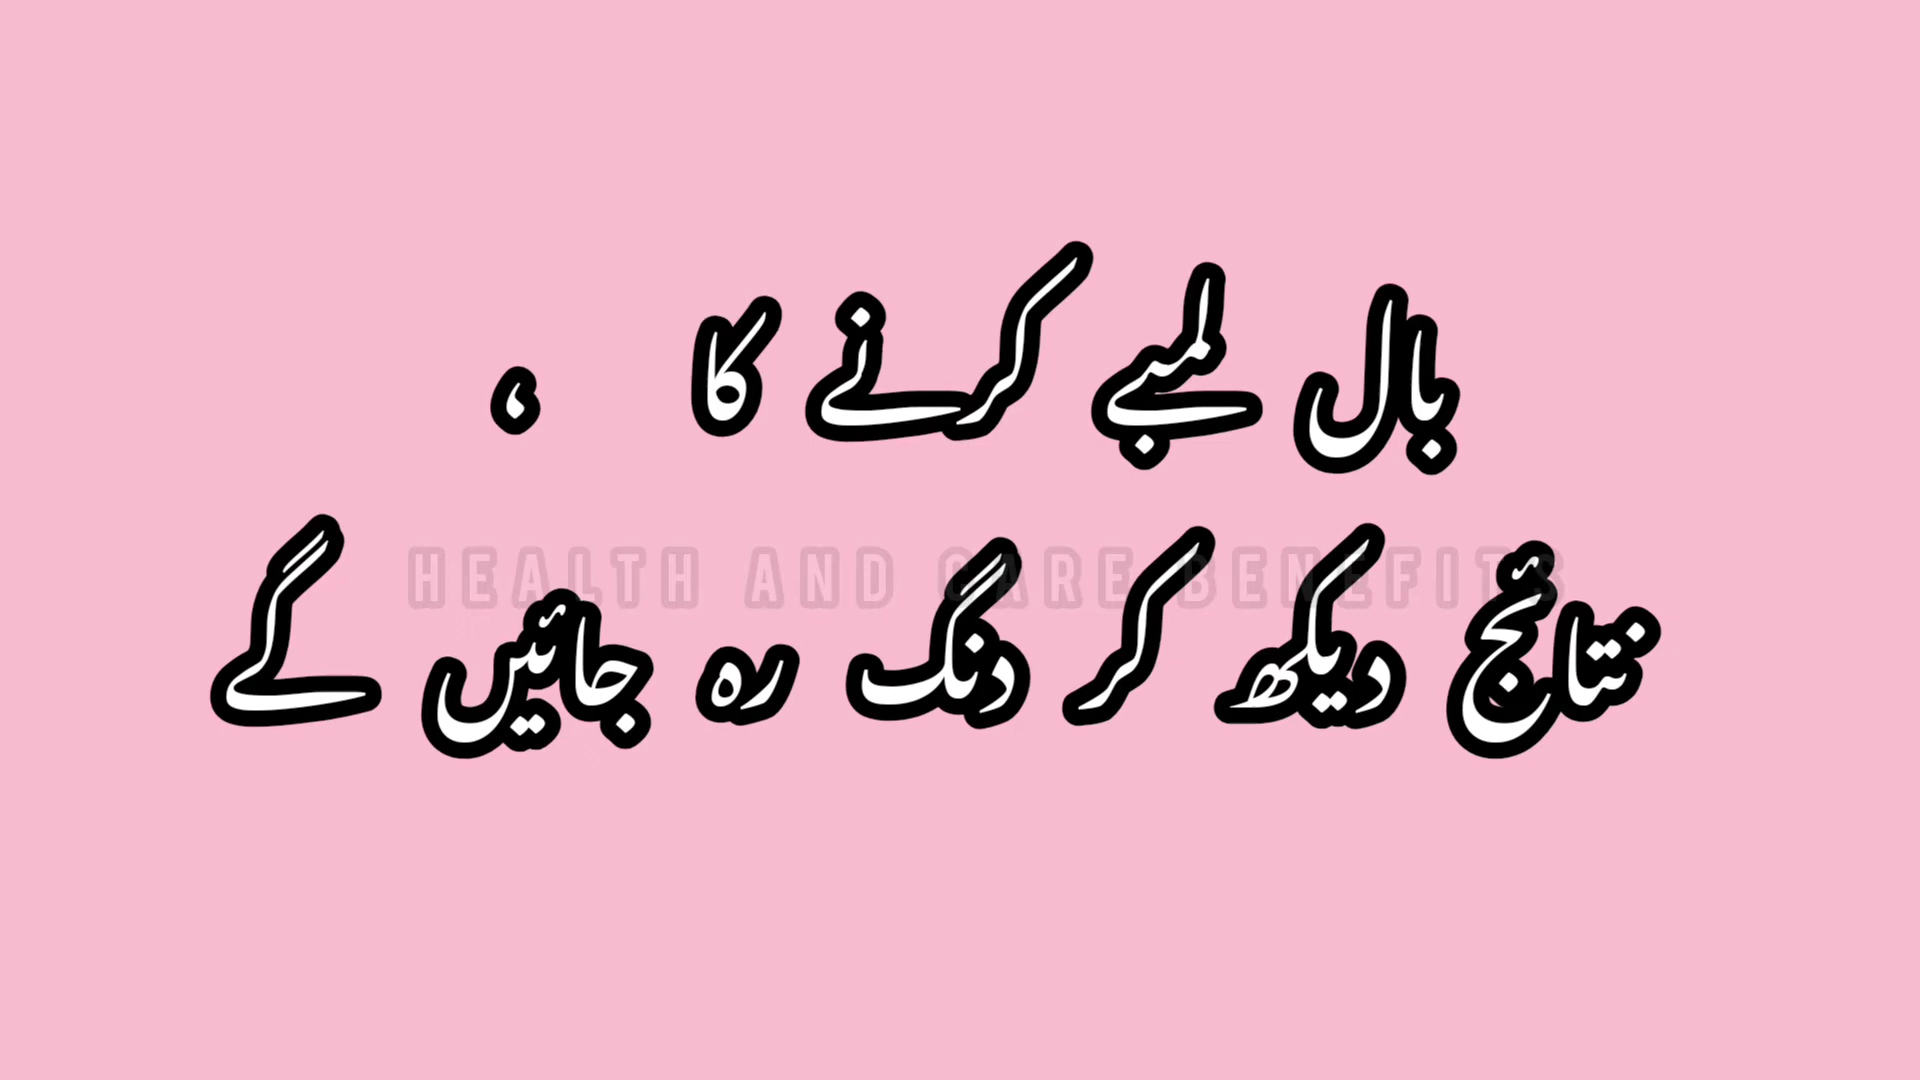 بال لمبے کرنے کا ،
HEALTH AND CARE BENEFITS
نتائج دیکھ کر دنگ رہ جائیں گے